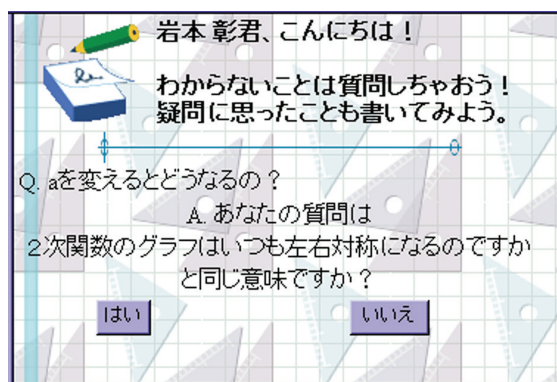 岩本 彰君、こんにちは！
わからないことは質問しちゃおう！
疑問に思ったことも書いてみよう。
Q. aを変えるとどうなるの？
A. あなたの質問は
２次関数のグラフはいつも左右対称になるのですか
と同じ意味ですか？
はい いいえ